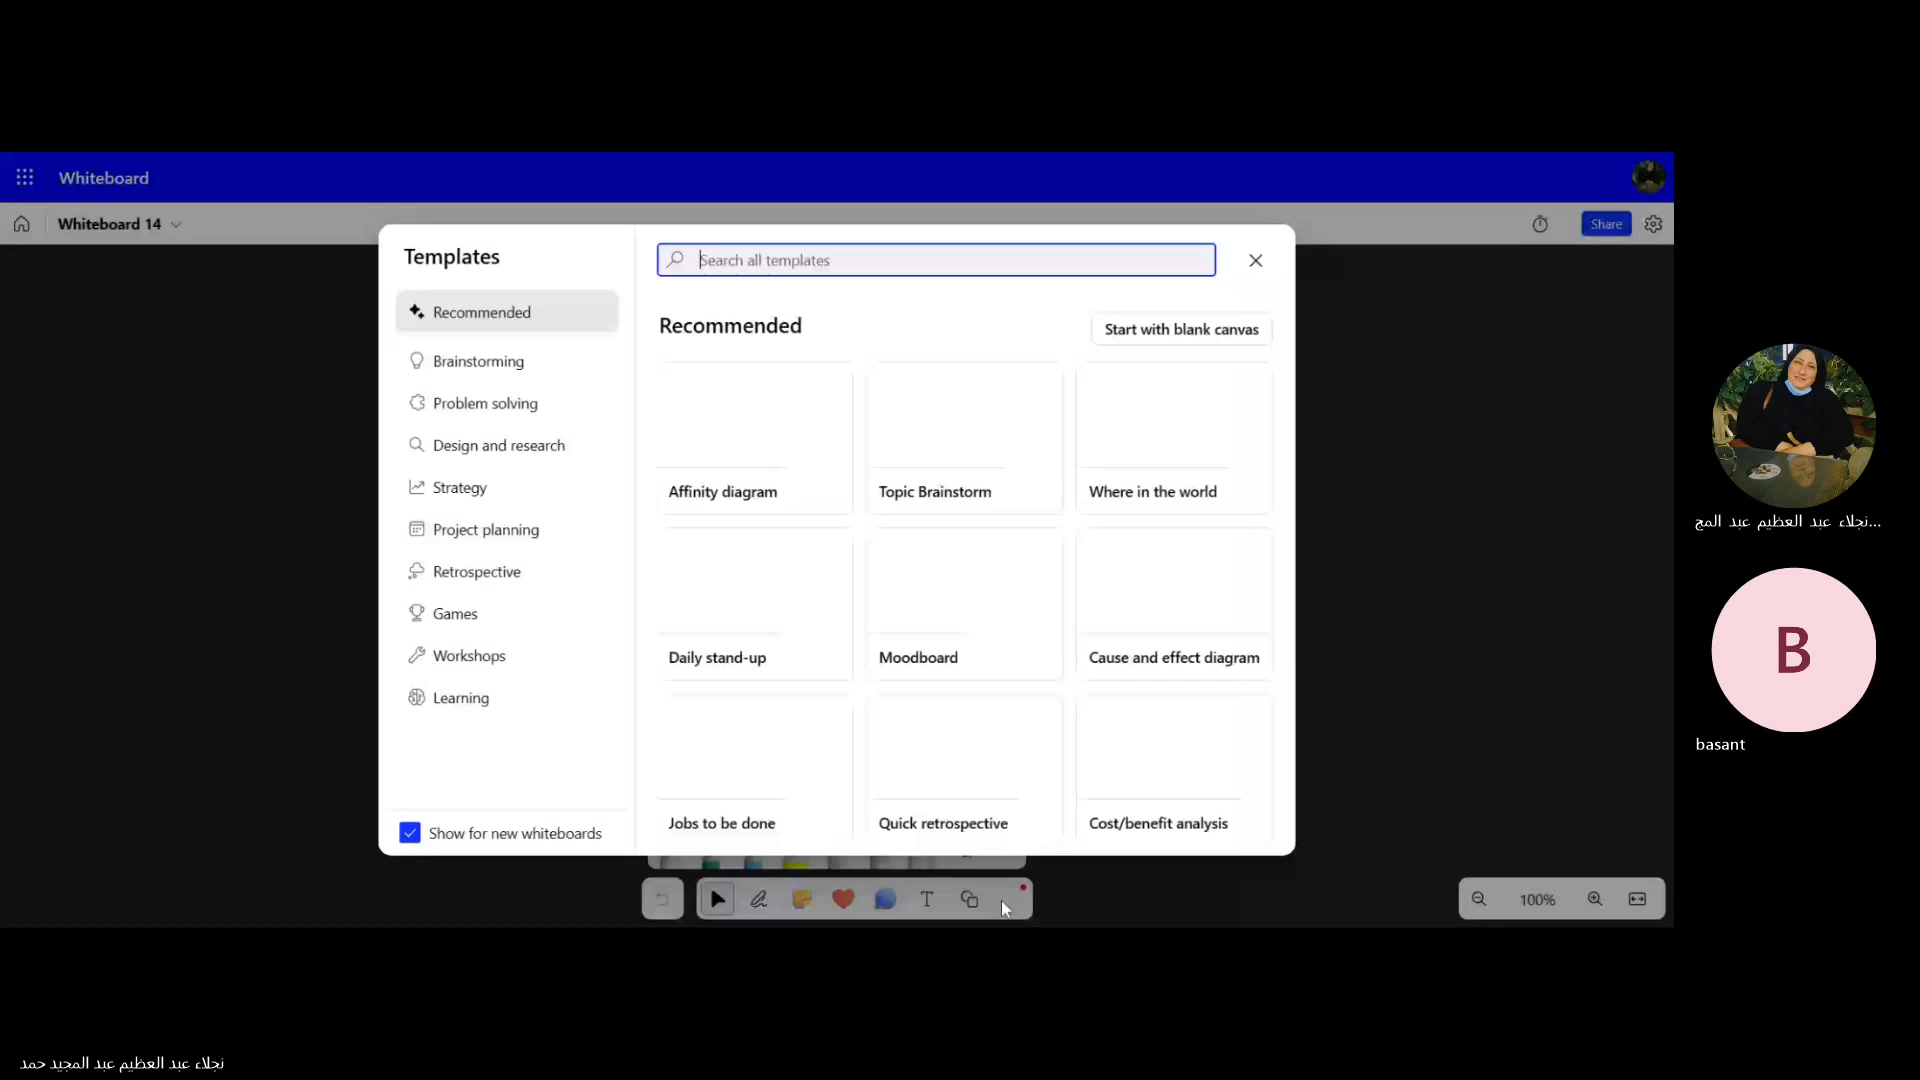 Whiteboard
Whiteboard 14
Share
Templates
Search all templates
Recommended
Brainstorming
Problem solving
Design and research
Strategy
Project planning
Retrospective
Games
Workshops
Learning
Show for new whiteboards
Recommended
Start with blank canvas
Affinity diagram
Topic Brainstorm
Where in the world
Daily stand-up
Moodboard
Cause and effect diagram
Jobs to be done
Quick retrospective
Cost/benefit analysis
T
100%
نجلاء عبد العظيم عبد المج...
B
basant
نجلاء عبد العظيم عبد المجيد حمد